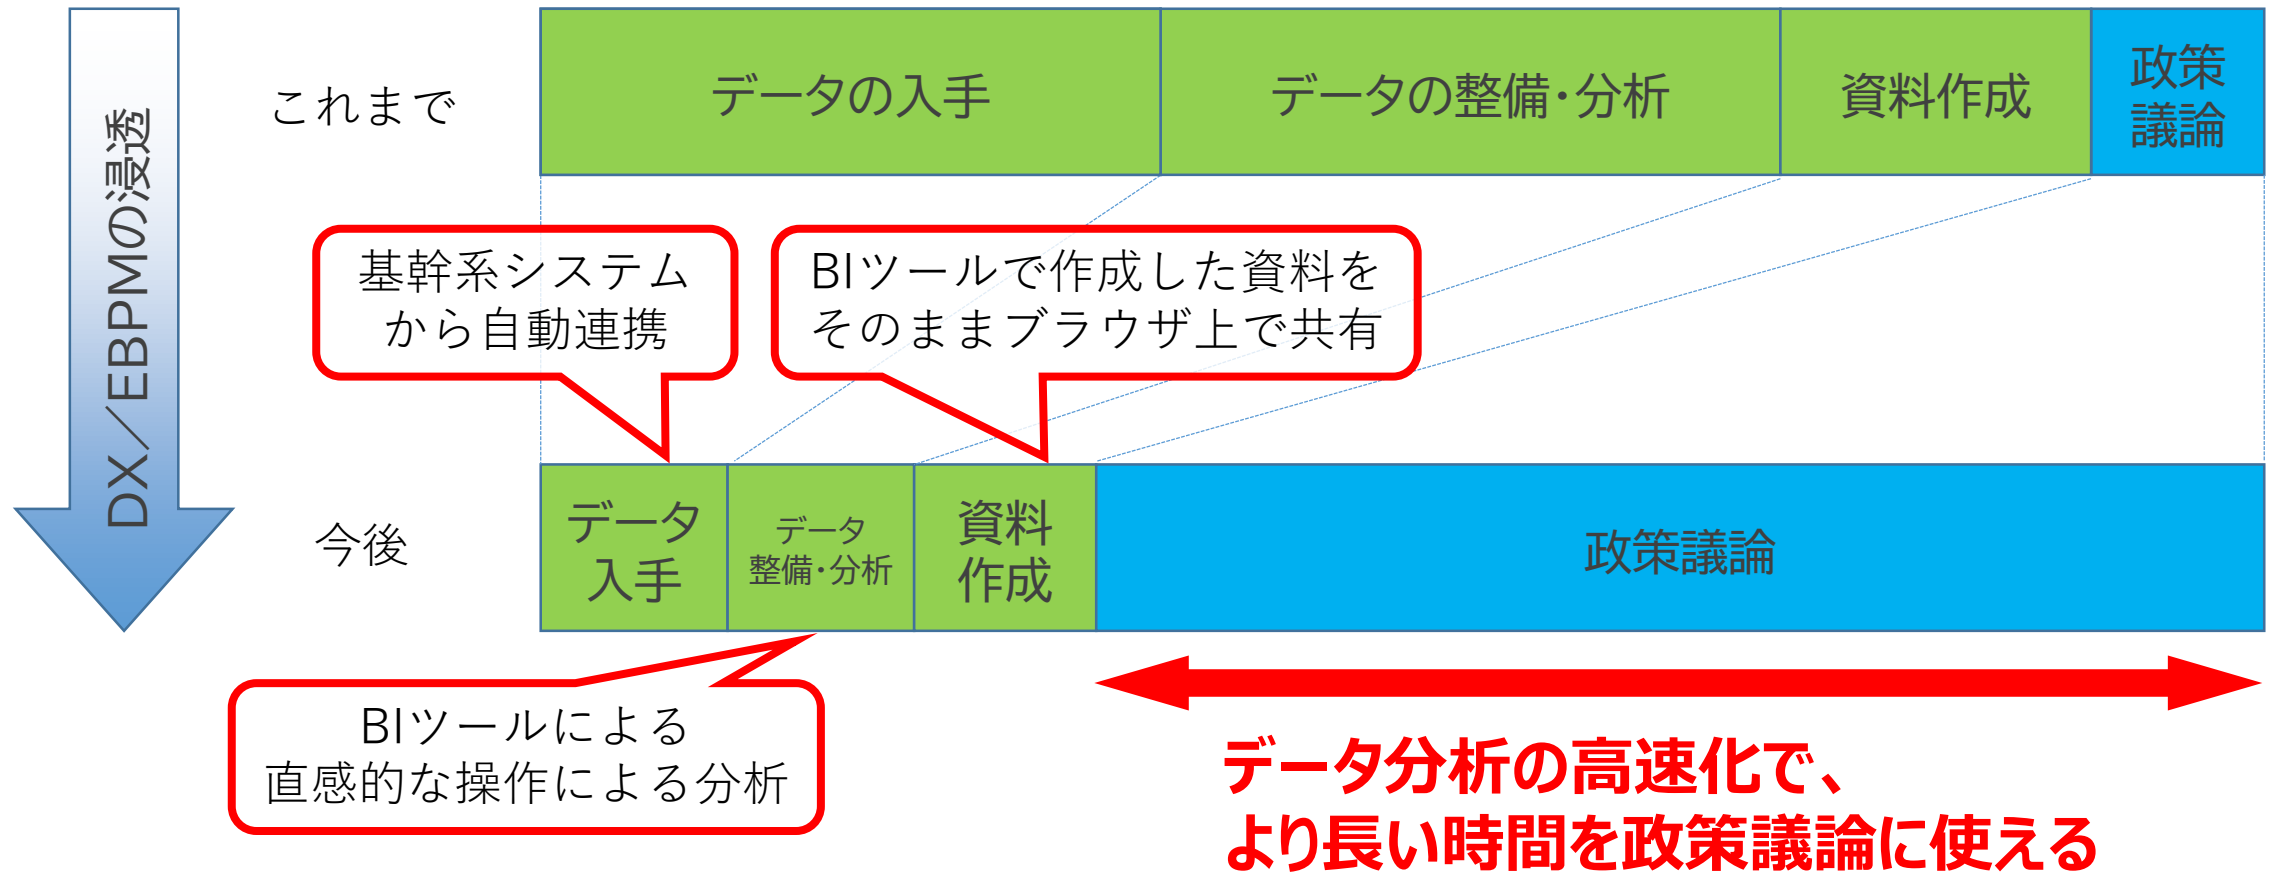 DX／EBPMの浸透
これまで
データの入手
データの整備･分析
資料作成
政策
議論
基幹系システム
から自動連携
BIツールで作成した資料を
そのままブラウザ上で共有
今後
データ
入手
データ
整備･分析
資料
作成
政策議論
BIツールによる
直感的な操作による分析
データ分析の高速化で、
より長い時間を政策議論に使える